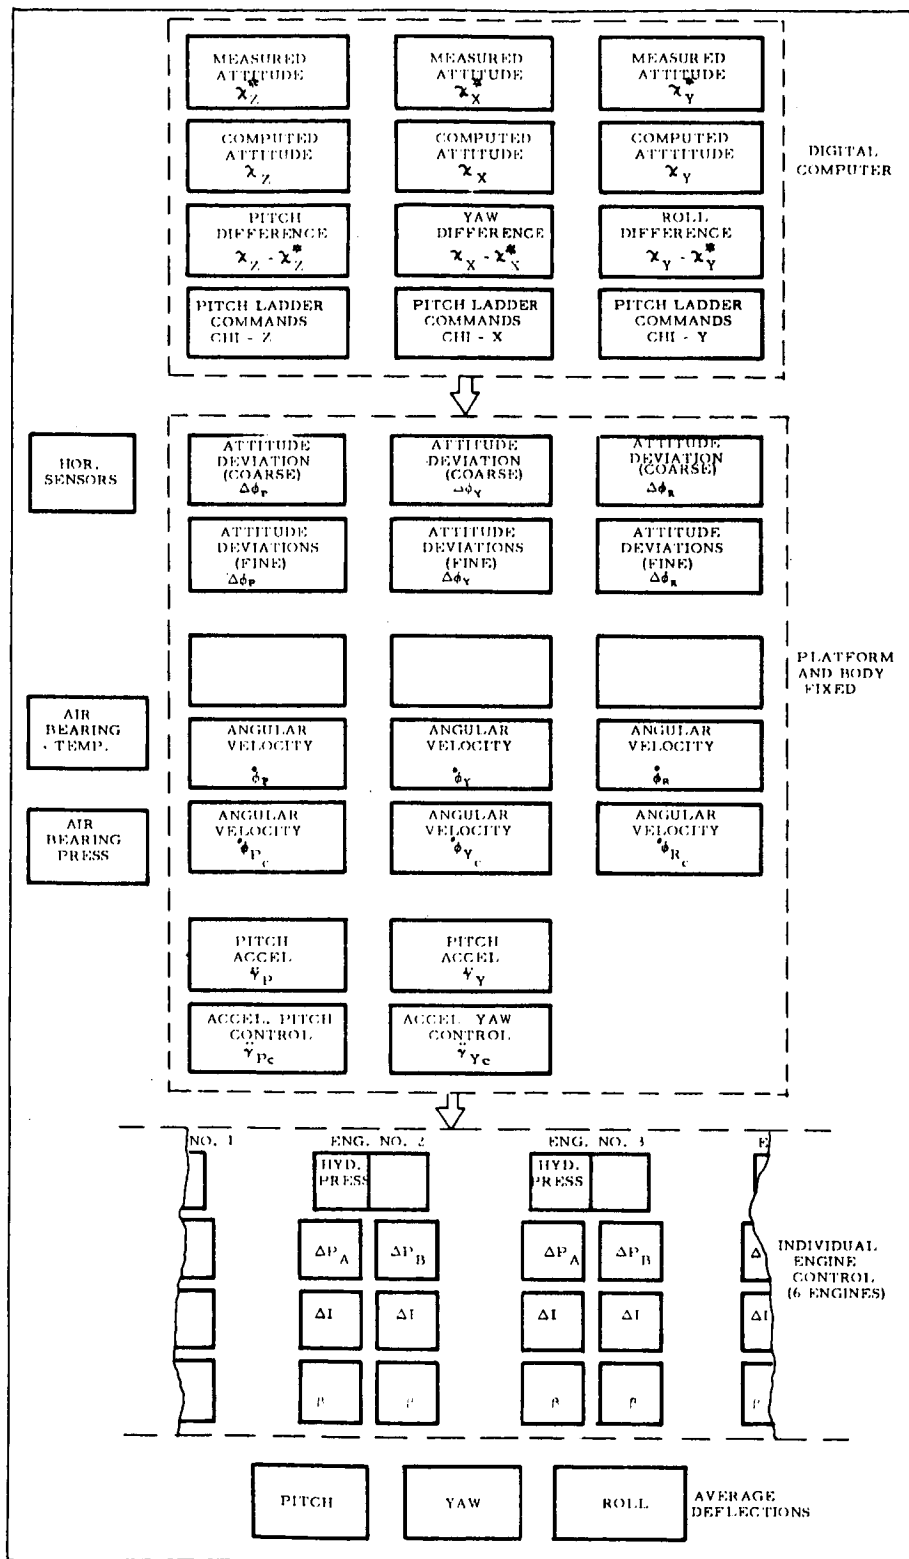 MEASURED ATTITUDE χ*Z
MEASURED ATTITUDE χ*X
MEASURED ATTITUDE χ*Y
COMPUTED ATTITUDE χZ
COMPUTED ATTITUDE χX
COMPUTED ATTITUDE χY
DIGITAL COMPUTER
PITCH DIFFERENCE χZ - χ*Z
YAW DIFFERENCE χX - χ*X
ROLL DIFFERENCE χY - χ*Y
PITCH LADDER COMMANDS CHI - Z
PITCH LADDER COMMANDS CHI - X
PITCH LADDER COMMANDS CHI - Y
HOR. SENSORS
ATTITUDE DEVIATION (COARSE) ΔϕP
ATTITUDE DEVIATION (COARSE) ΔϕY
ATTITUDE DEVIATION (COARSE) ΔϕR
ATTITUDE DEVIATIONS (FINE) ΔϕP
ATTITUDE DEVIATIONS (FINE) ΔϕY
ATTITUDE DEVIATIONS (FINE) ΔϕR
PLATFORM AND BODY FIXED
AIR BEARING TEMP.
ANGULAR VELOCITY ϕ̇P
ANGULAR VELOCITY ϕ̇Y
ANGULAR VELOCITY ϕ̇R
AIR BEARING PRESS
ANGULAR VELOCITY ϕ̇Pc
ANGULAR VELOCITY ϕ̇Yc
ANGULAR VELOCITY ϕ̇Rc
PITCH ACCEL γ̈P
PITCH ACCEL γ̈Y
ACCEL. PITCH CONTROL γ̈Pc
ACCEL YAW CONTROL γ̈Yc
NO. 1
ENG. NO. 2
ENG. NO. 3
E
HYD. PRESS
HYD. PRESS
ΔPA
ΔPB
ΔPA
ΔPB
Δ
INDIVIDUAL ENGINE CONTROL (6 ENGINES)
ΔI
ΔI
ΔI
ΔI
ΔI
β
β
β
β
β
PITCH
YAW
ROLL
AVERAGE DEFLECTIONS